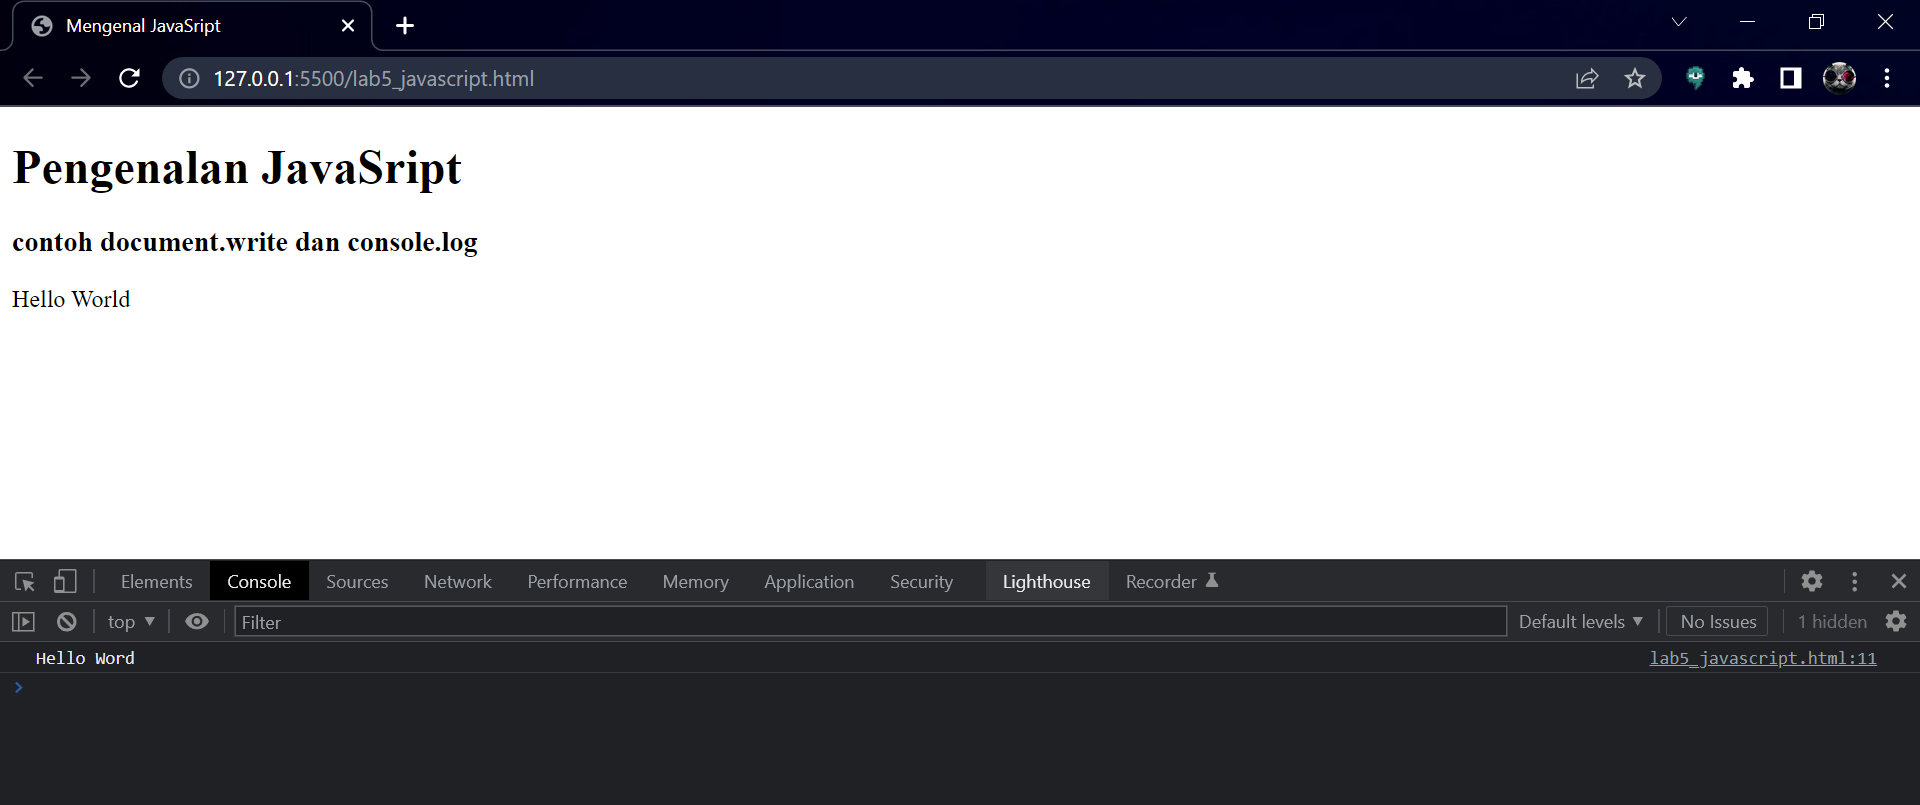 Mengenal JavaSript
127.0.0.1:5500/lab5_javascript.html
Pengenalan JavaSript
contoh document.write dan console.log
Hello World
Elements Console Sources Network Performance Memory Application Security Lighthouse Recorder
top Filter Default levels No Issues 1 hidden
Hello Word lab5_javascript.html:11